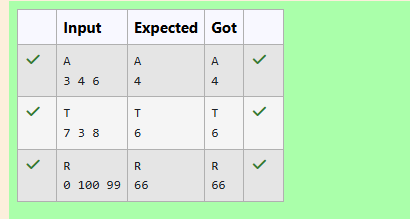 Input Expected Got
A A A
3 4 6 4 4
T T T
7 3 8 6 6
R R R
0 100 99 66 66